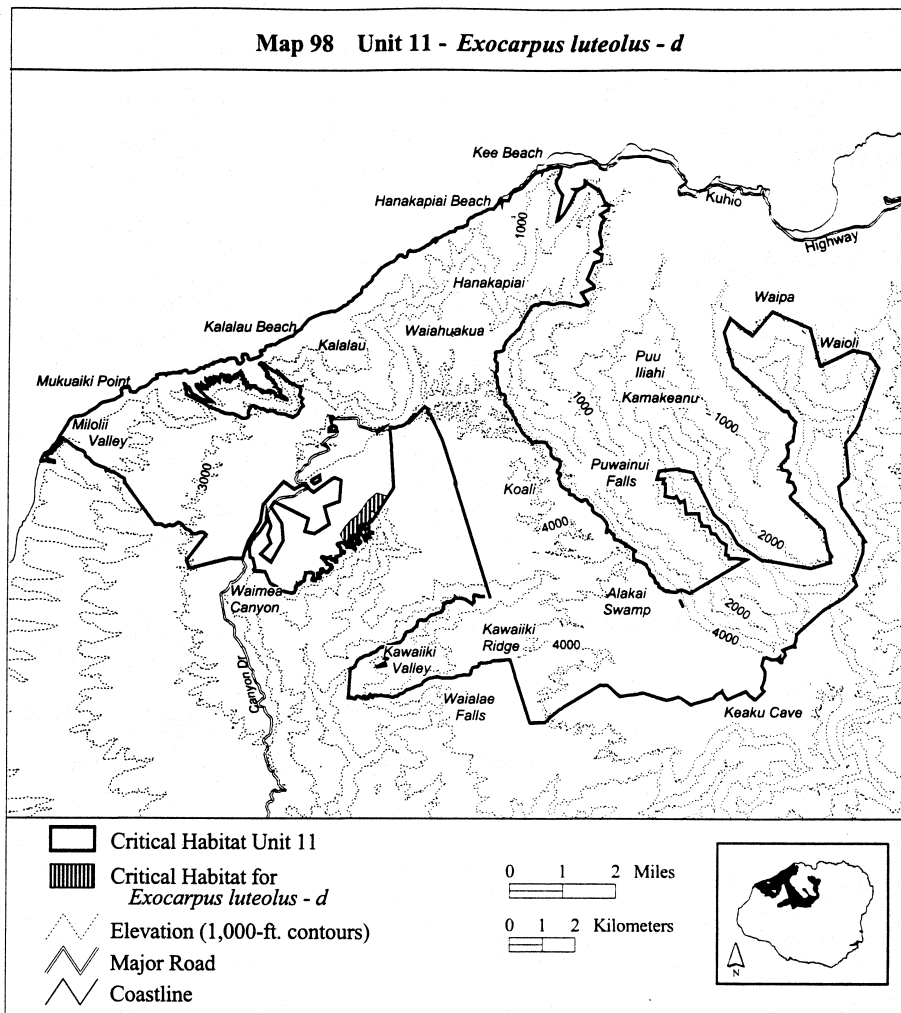 Map 98 Unit 11 - Exocarpus luteolus - d
Kee Beach
Hanakapiai Beach
Kuhio
Highway
1000
Hanakapiai
Waipa
Kalalau Beach
Waiahuakua
Kalalau
Waioli
Puu
Iliahi
Mukuaiki Point
Kamakeanu
1000
1000
Milolii
Valley
3000
Puwainui
Falls
Koali
4000
2000
Waimea
Canyon
Alakai
Swamp
2000
4000
Kawaiiki
Ridge
4000
Kawaiiki
Valley
Canyon Dr
Waialae
Falls
Keaku Cave
Critical Habitat Unit 11
Critical Habitat for
Exocarpus luteolus - d
Elevation (1,000-ft. contours)
Major Road
Coastline
0 1 2 Miles
0 1 2 Kilometers
N